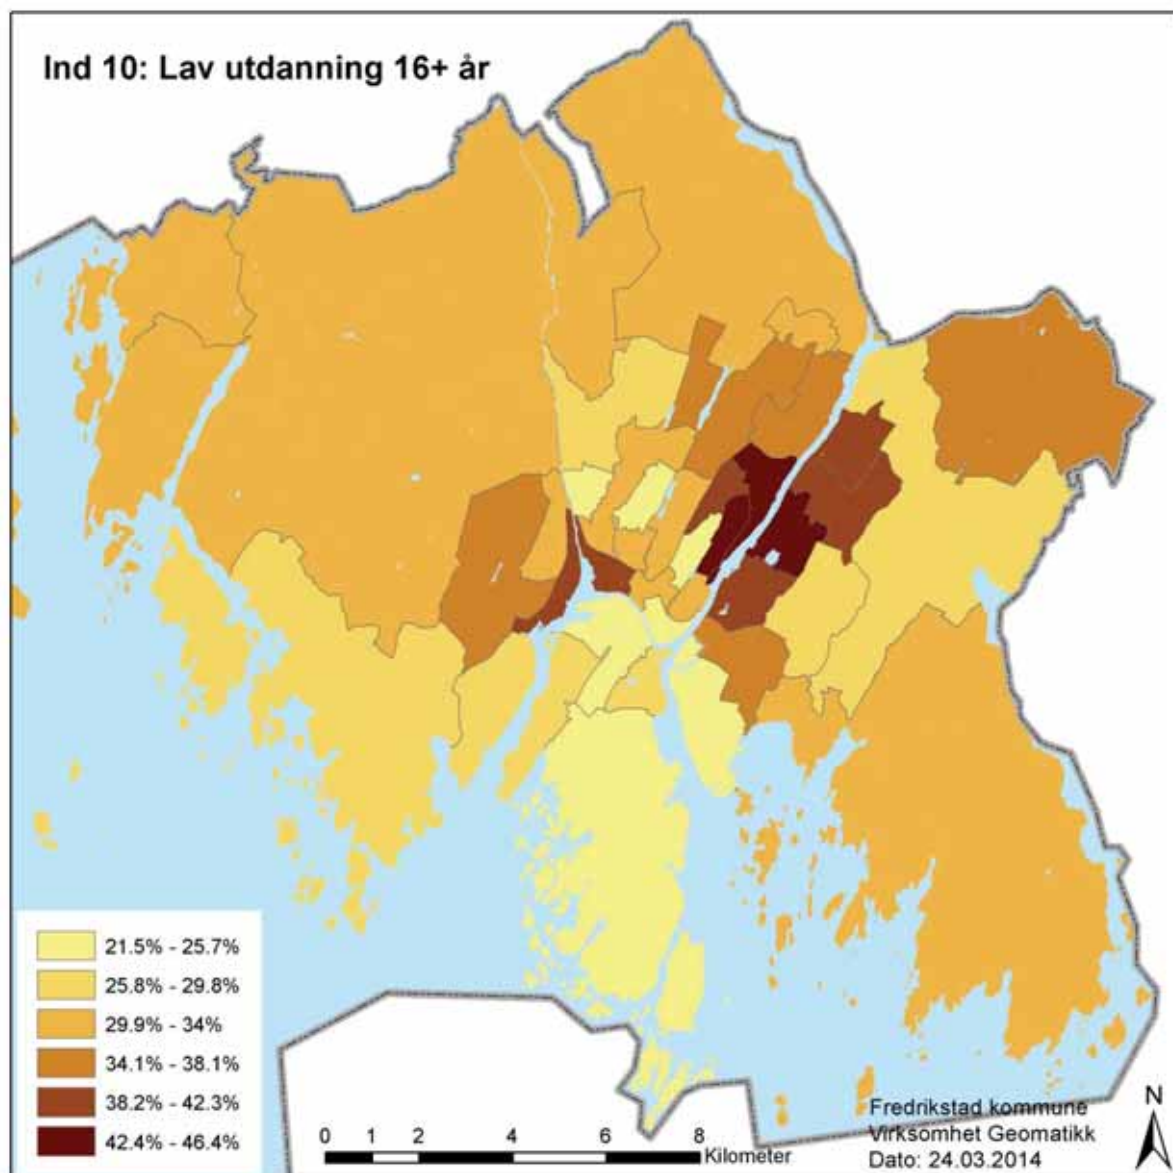 Ind 10: Lav utdanning 16+ år
21.5% - 25.7%
25.8% - 29.8%
29.9% - 34%
34.1% - 38.1%
38.2% - 42.3%
42.4% - 46.4%
0 1 2 4 6 8
Kilometer
Fredrikstad kommune
Virksomhet Geomatikk
Dato: 24.03.2014
N